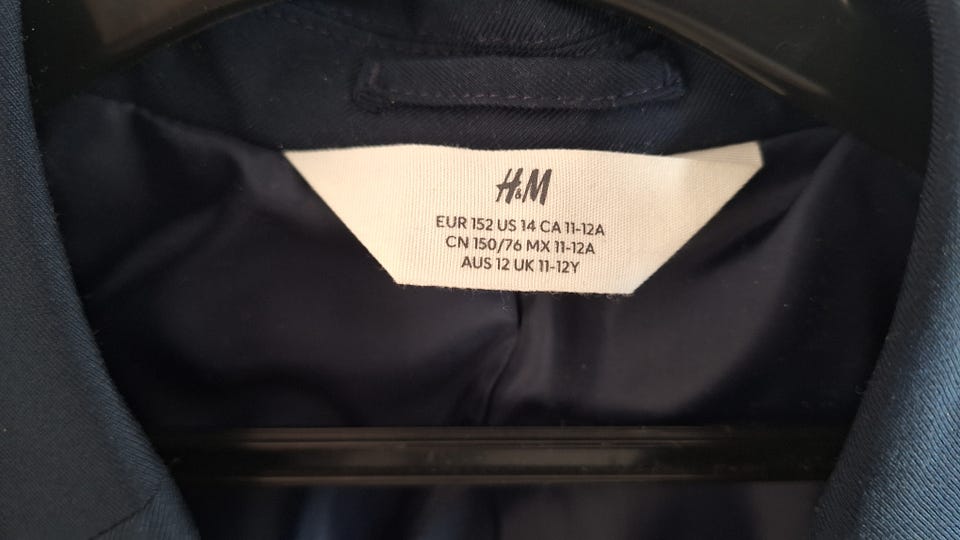 H&M
EUR 152 US 14 CA 11-12A
CN 150/76 MX 11-12A
AUS 12 UK 11-12Y